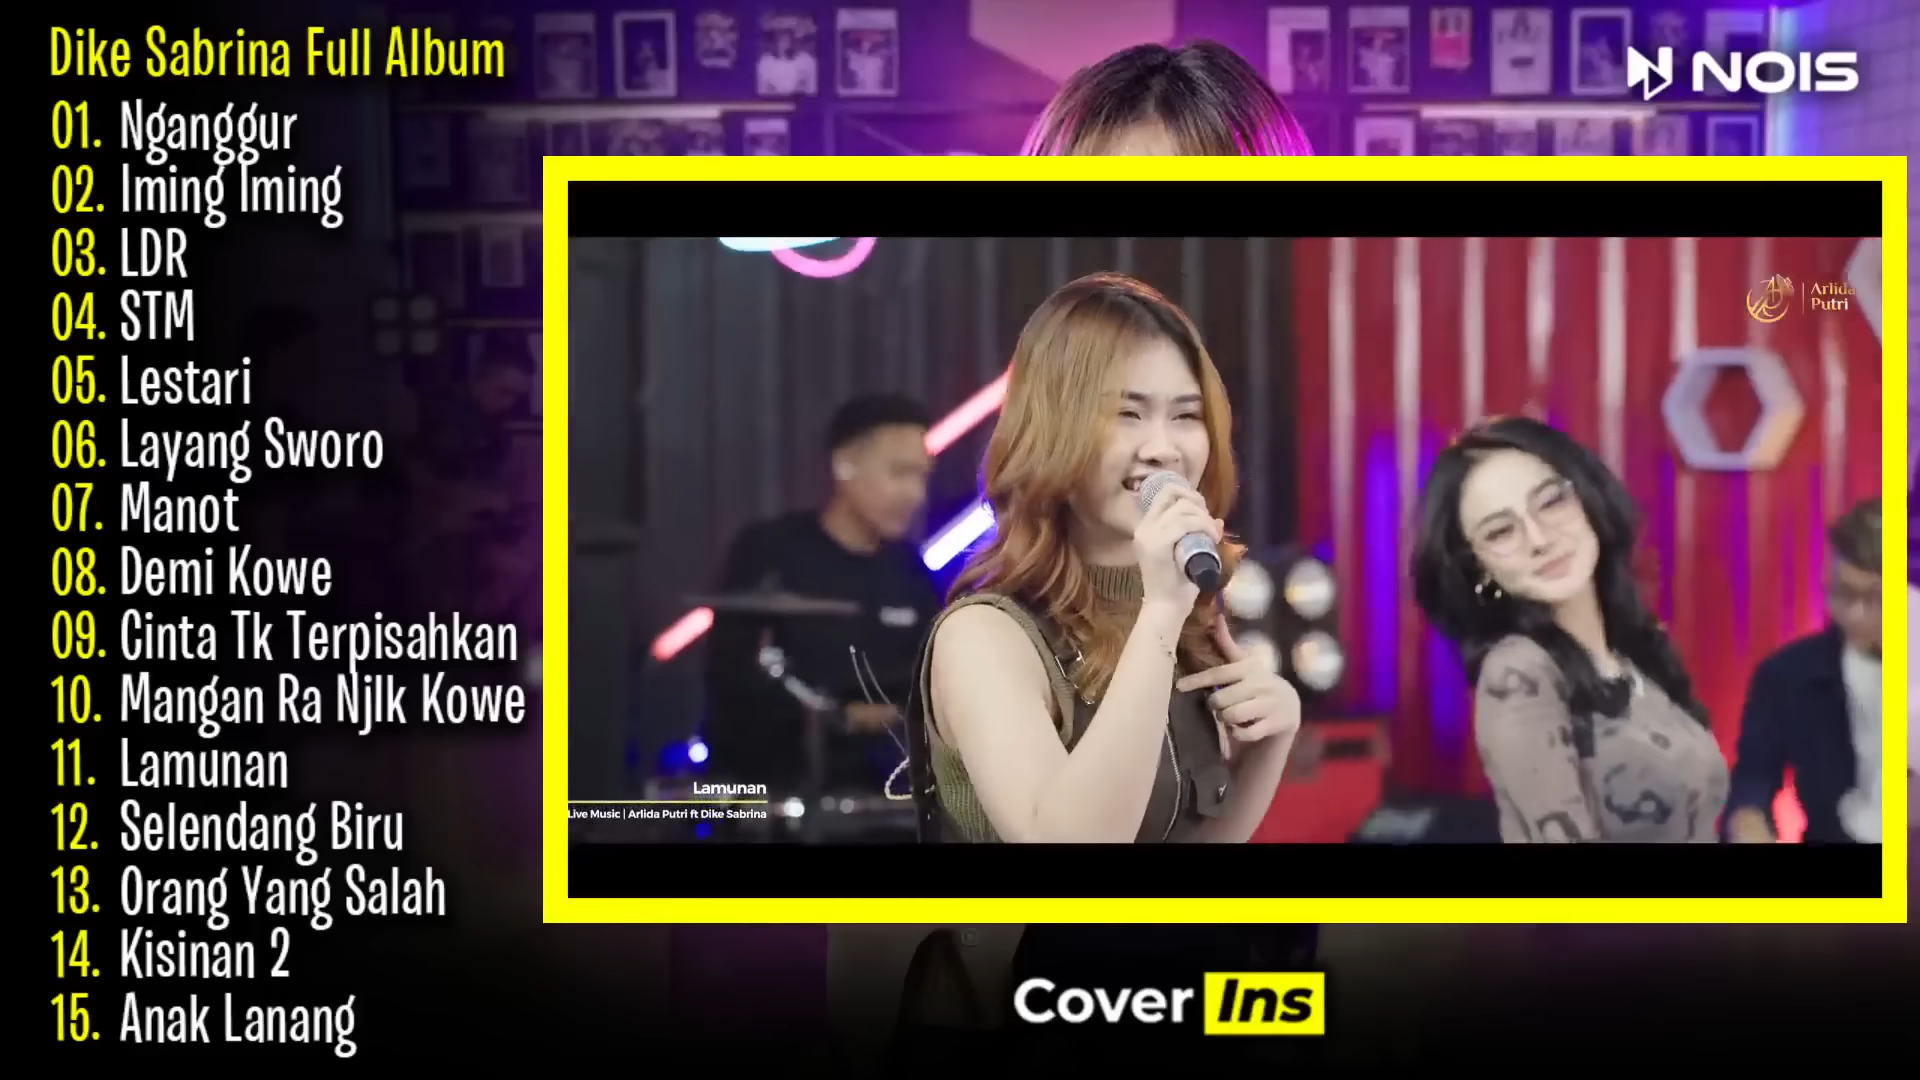 Dike Sabrina Full Album
01. Nganggur
02. Iming Iming
03. LDR
04. STM
05. Lestari
06. Layang Sworo
07. Manot
08. Demi Kowe
09. Cinta Tk Terpisahkan
10. Mangan Ra Njlk Kowe
11. Lamunan
12. Selendang Biru
13. Orang Yang Salah
14. Kisinan 2
15. Anak Lanang
NOIS
Arlida
Putri
Lamunan
Live Music | Arlida Putri ft Dike Sabrina
Cover Ins